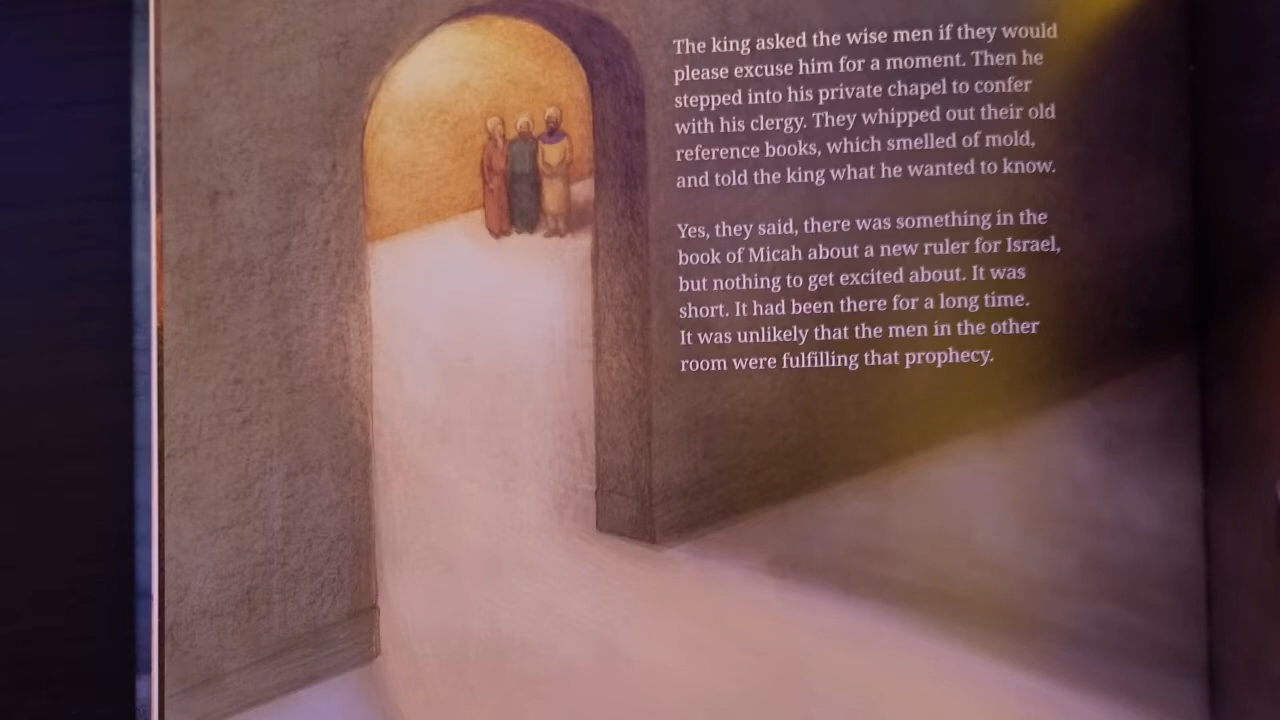 The king asked the wise men if they would
please excuse him for a moment. Then he
stepped into his private chapel to confer
with his clergy. They whipped out their old
reference books, which smelled of mold,
and told the king what he wanted to know.
Yes, they said, there was something in the
book of Micah about a new ruler for Israel,
but nothing to get excited about. It was
short. It had been there for a long time.
It was unlikely that the men in the other
room were fulfilling that prophecy.